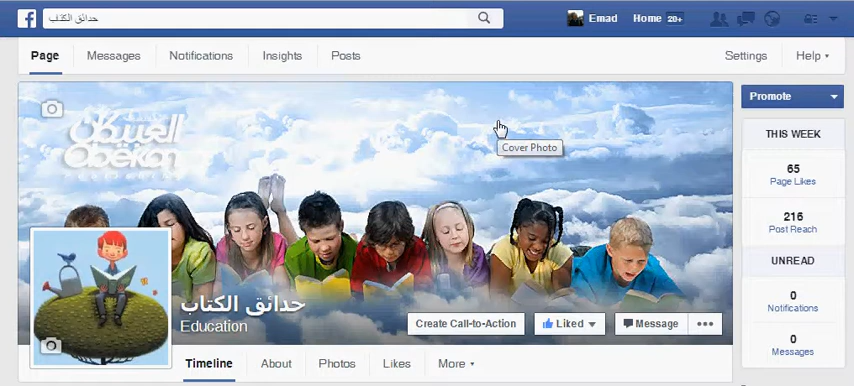 حدائق الكتاب
Emad
Home 20+
Page
Messages
Notifications
Insights
Posts
Settings
Help
العبيكان
Obekan
Cover Photo
Promote
THIS WEEK
65
Page Likes
216
Post Reach
UNREAD
0
Notifications
0
Messages
حدائق الكتاب
Education
Create Call-to-Action
Liked
Message
Timeline
About
Photos
Likes
More